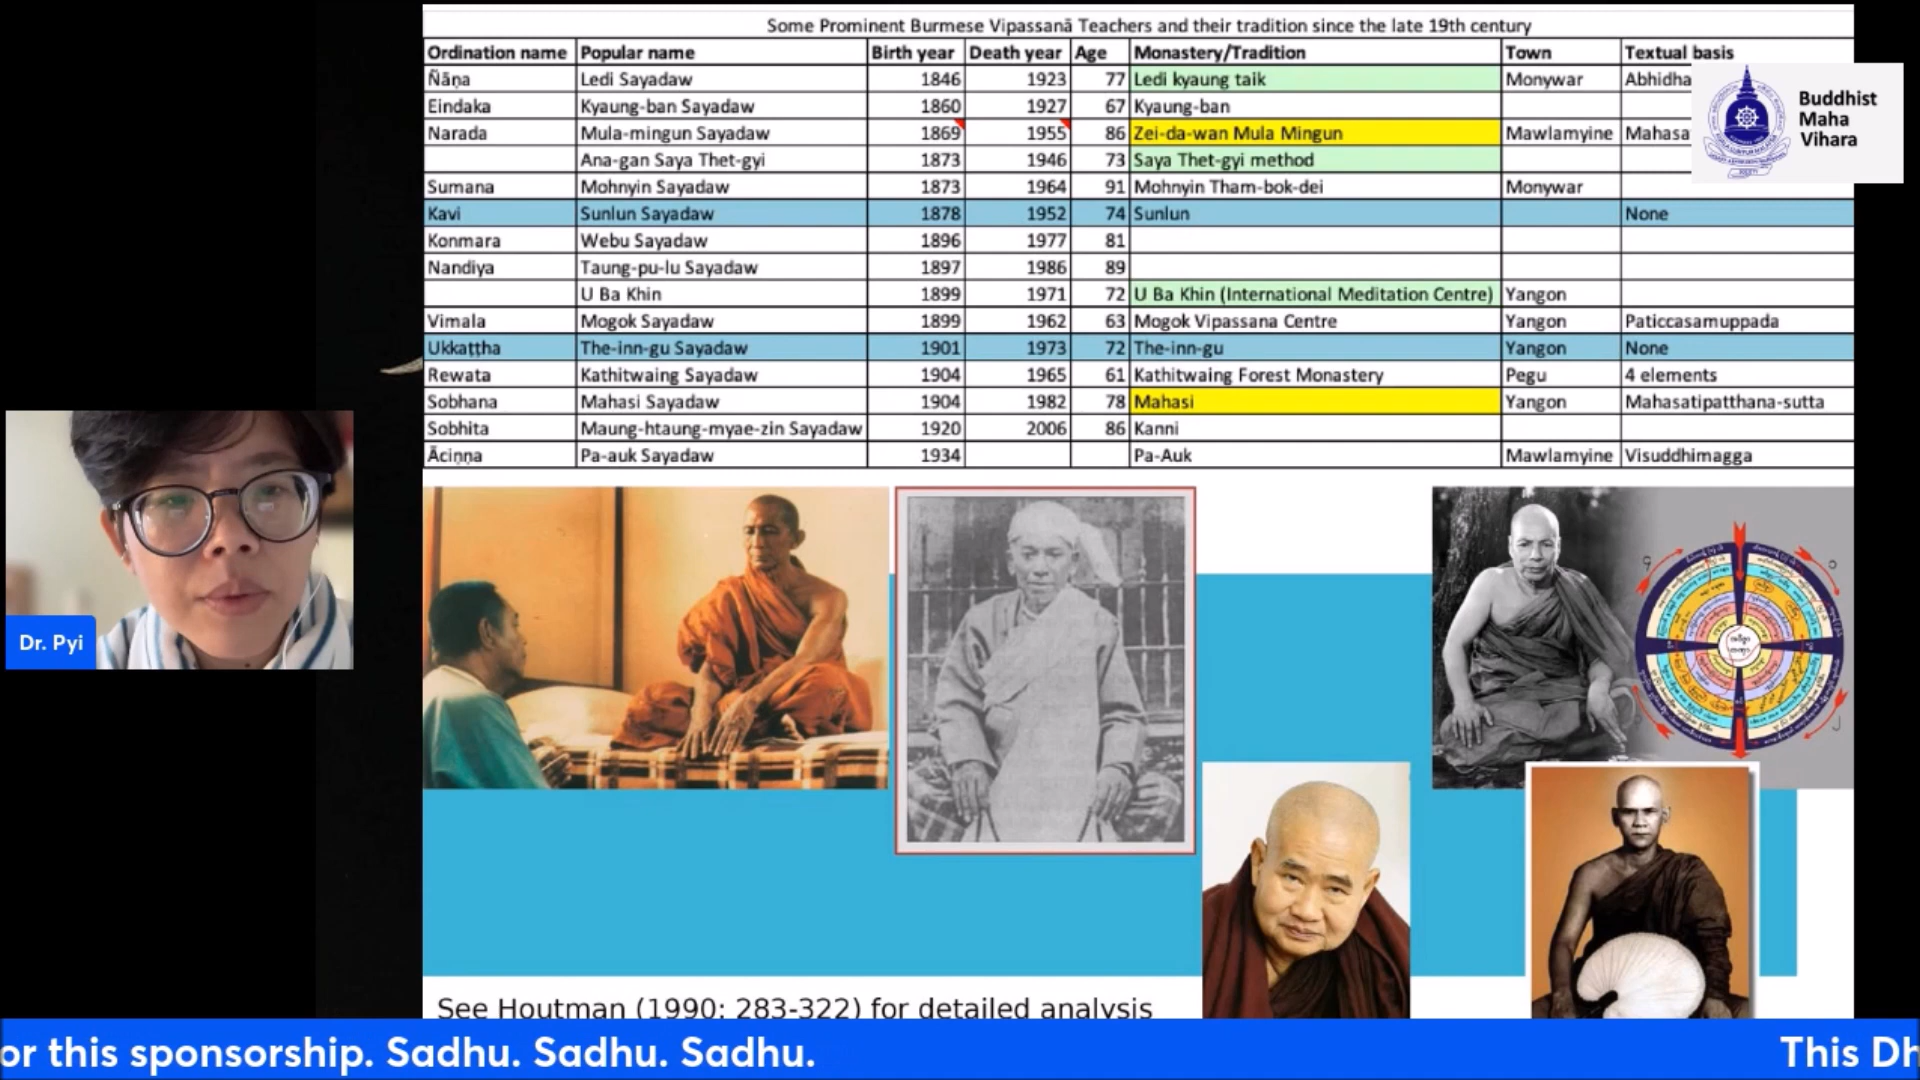 Some Prominent Burmese Vipassanā Teachers and their tradition since the late 19th century
Ordination name Popular name Birth year Death year Age Monastery/Tradition Town Textual basis
Ñāṇa Ledi Sayadaw 1846 1923 77 Ledi kyaung taik Monywar Abhidha
Eindaka Kyaung-ban Sayadaw 1860 1927 67 Kyaung-ban
Narada Mula-mingun Sayadaw 1869 1955 86 Zei-da-wan Mula Mingun Mawlamyine Mahasa
Ana-gan Saya Thet-gyi 1873 1946 73 Saya Thet-gyi method
Sumana Mohnyin Sayadaw 1873 1964 91 Mohnyin Tham-bok-dei Monywar
Kavi Sunlun Sayadaw 1878 1952 74 Sunlun None
Konmara Webu Sayadaw 1896 1977 81
Nandiya Taung-pu-lu Sayadaw 1897 1986 89
U Ba Khin 1899 1971 72 U Ba Khin (International Meditation Centre) Yangon
Vimala Mogok Sayadaw 1899 1962 63 Mogok Vipassana Centre Yangon Paticcasamuppada
Ukkaṭṭha The-inn-gu Sayadaw 1901 1973 72 The-inn-gu Yangon None
Rewata Kathitwaing Sayadaw 1904 1965 61 Kathitwaing Forest Monastery Pegu 4 elements
Sobhana Mahasi Sayadaw 1904 1982 78 Mahasi Yangon Mahasatipatthana-sutta
Sobhita Maung-htaung-myae-zin Sayadaw 1920 2006 86 Kanni
Āciṇṇa Pa-auk Sayadaw 1934 Pa-Auk Mawlamyine Visuddhimagga
Buddhist
Maha
Vihara
Dr. Pyi
See Houtman (1990: 283-322) for detailed analysis
or this sponsorship. Sadhu. Sadhu. Sadhu. This Dh